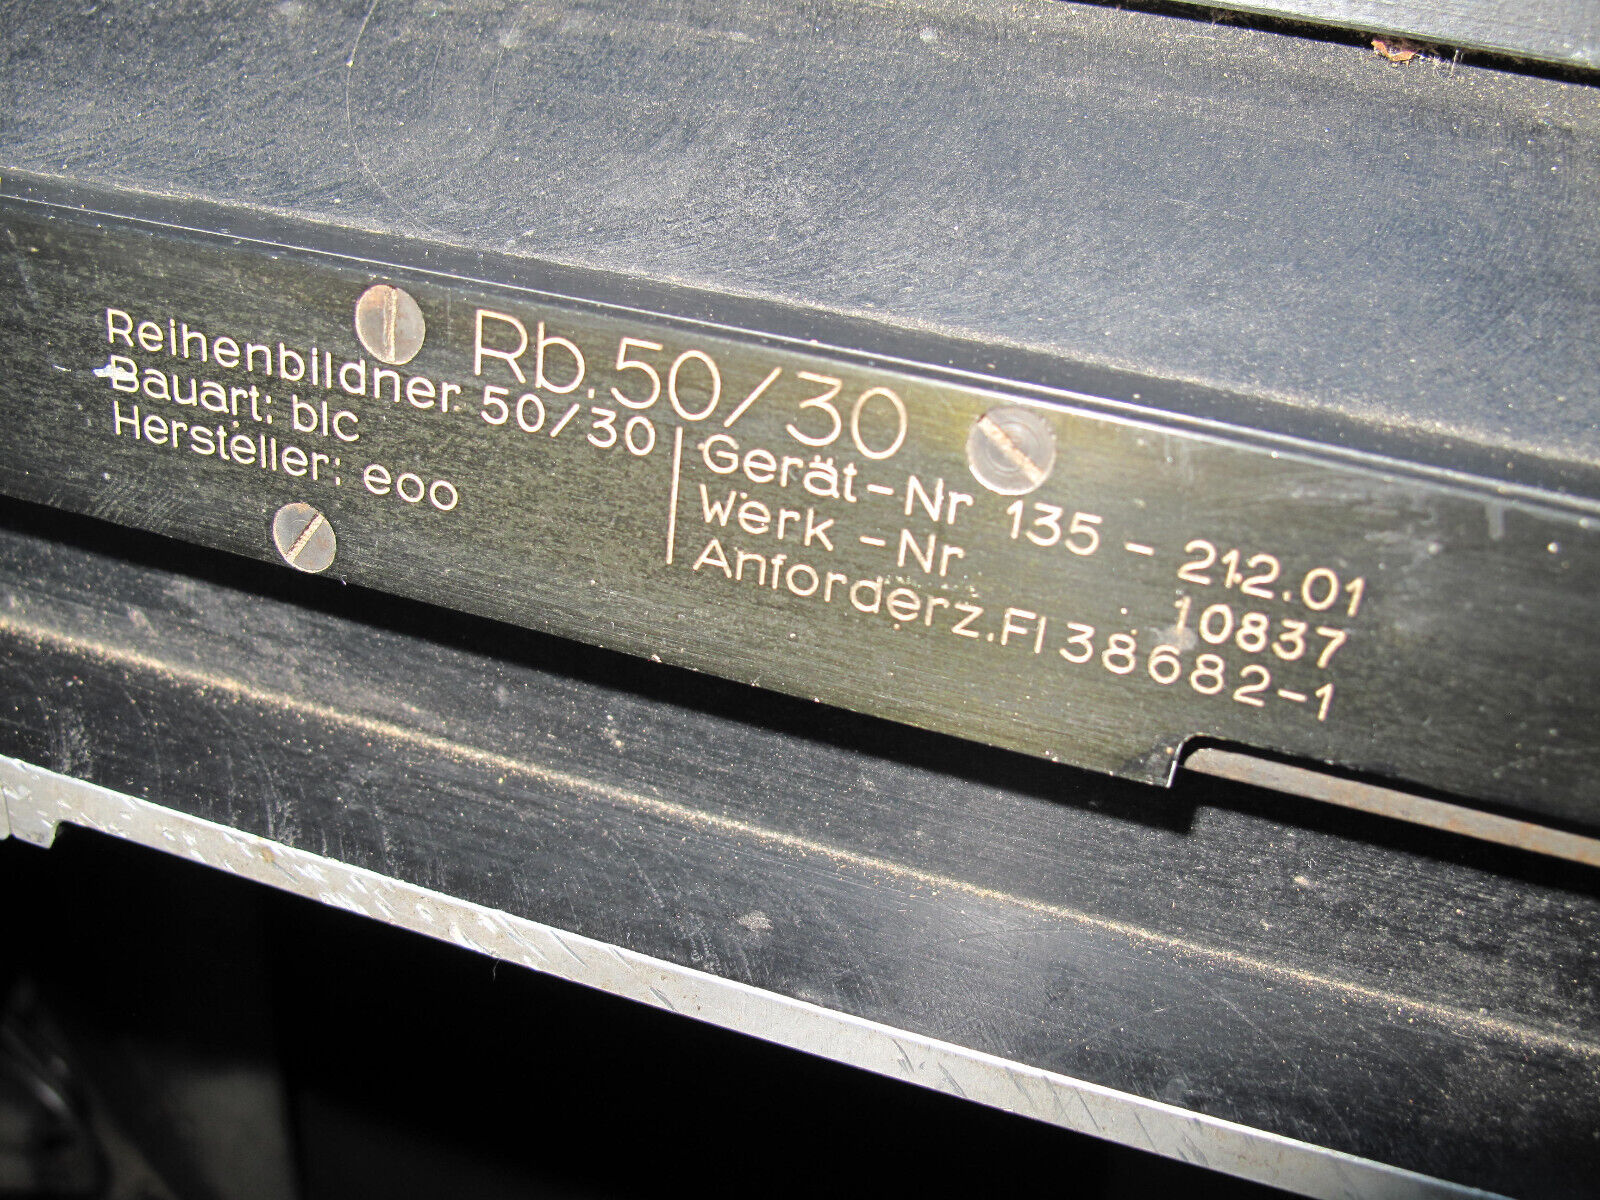 Rb.50/30
Reihenbildner 50/30
Bauart: blc
Hersteller: eoo
Gerät-Nr 135-212.01
Werk-Nr 10837
Anforderz.Fl 38682-1